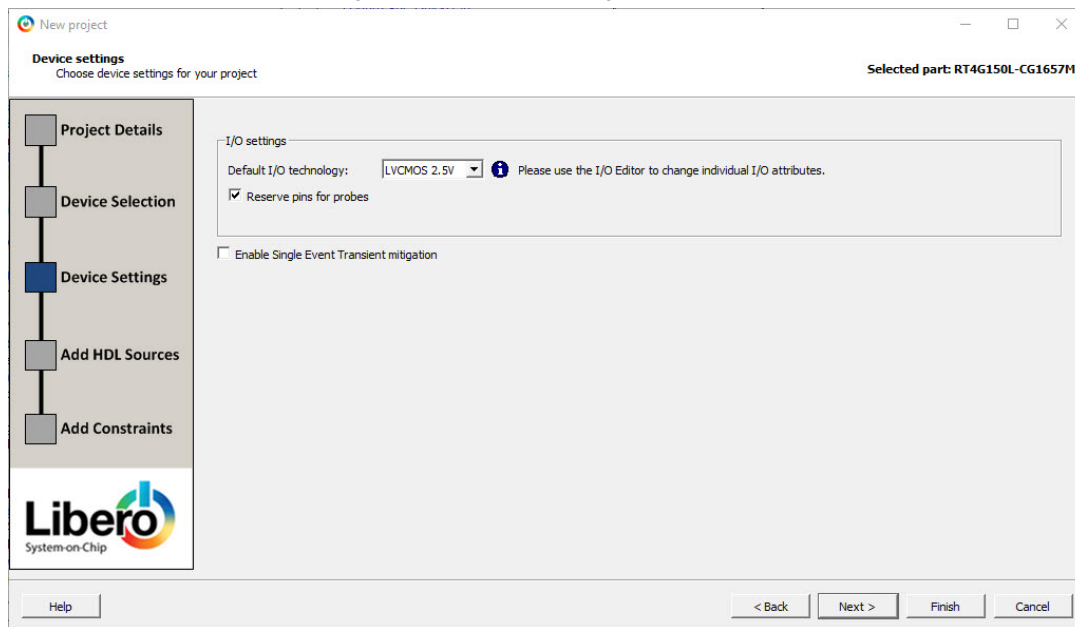 New project
Device settings
Choose device settings for your project
Selected part: RT4G150L-CG1657M
Project Details
Device Selection
Device Settings
Add HDL Sources
Add Constraints
Libero
System-on-Chip
I/O settings
Default I/O technology: LVCMOS 2.5V Please use the I/O Editor to change individual I/O attributes.
Reserve pins for probes
Enable Single Event Transient mitigation
Help < Back Next > Finish Cancel